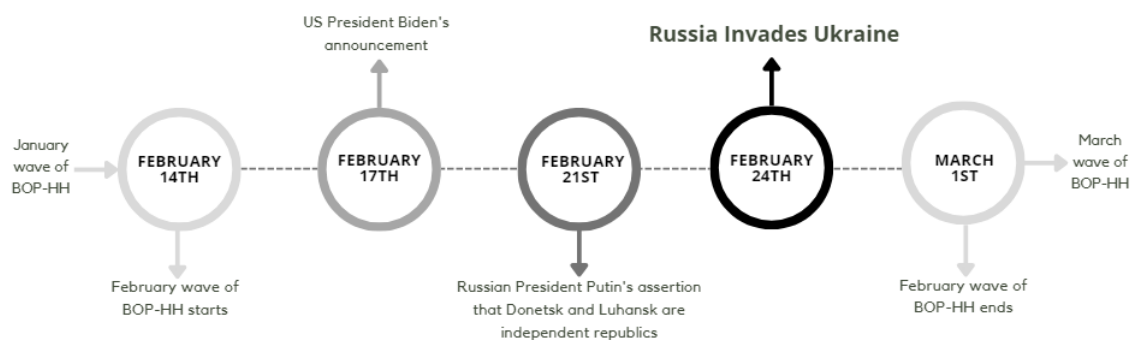 US President Biden's
announcement
Russia Invades Ukraine
January
wave of
BOP-HH
FEBRUARY
14TH
FEBRUARY
17TH
FEBRUARY
21ST
FEBRUARY
24TH
MARCH
1ST
March
wave of
BOP-HH
February wave of
BOP-HH starts
Russian President Putin's assertion
that Donetsk and Luhansk are
independent republics
February wave of
BOP-HH ends